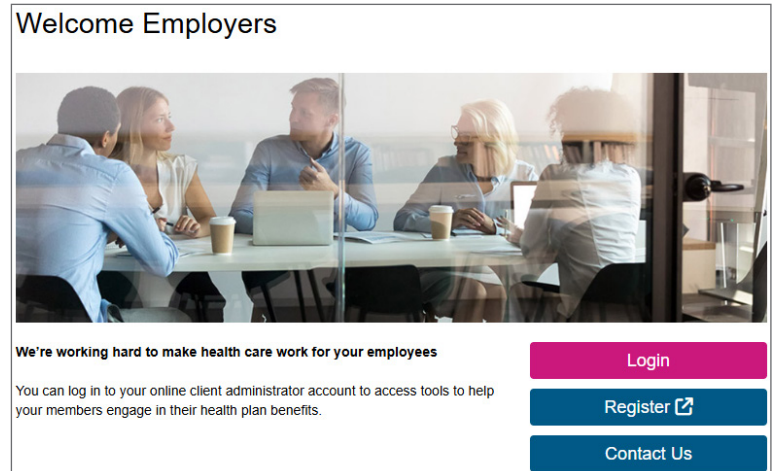 Welcome Employers
We're working hard to make health care work for your employees
You can log in to your online client administrator account to access tools to help
your members engage in their health plan benefits.
Login
Register
Contact Us